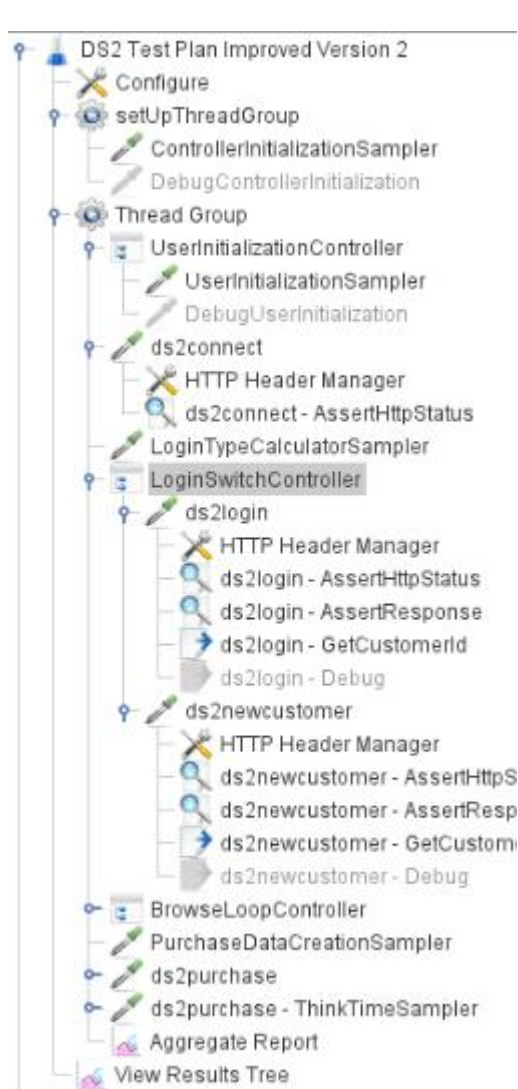 DS2 Test Plan Improved Version 2
Configure
setUpThreadGroup
ControllerInitializationSampler
DebugControllerInitialization
Thread Group
UserInitializationController
UserInitializationSampler
DebugUserInitialization
ds2connect
HTTP Header Manager
ds2connect - AssertHttpStatus
LoginTypeCalculatorSampler
LoginSwitchController
ds2login
HTTP Header Manager
ds2login - AssertHttpStatus
ds2login - AssertResponse
ds2login - GetCustomerId
ds2login - Debug
ds2newcustomer
HTTP Header Manager
ds2newcustomer - AssertHttpS
ds2newcustomer - AssertResp
ds2newcustomer - GetCustome
ds2newcustomer - Debug
BrowseLoopController
PurchaseDataCreationSampler
ds2purchase
ds2purchase - ThinkTimeSampler
Aggregate Report
View Results Tree